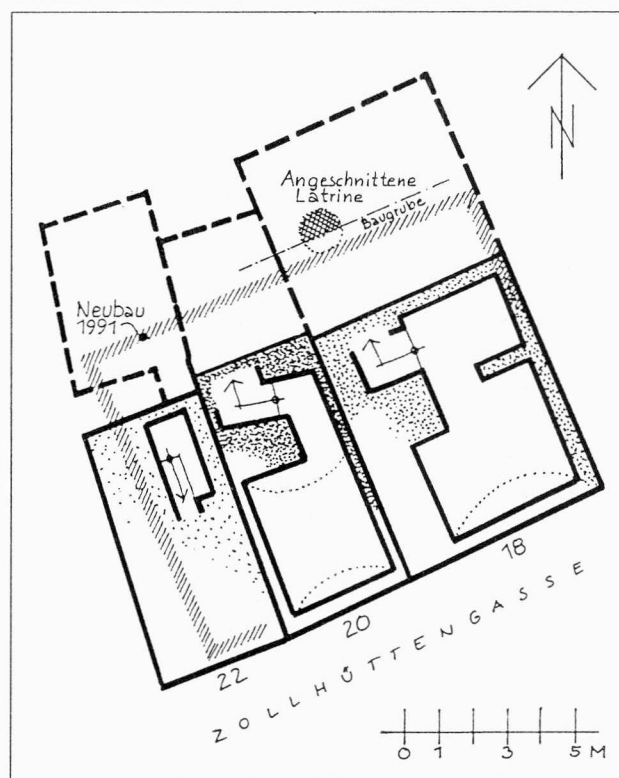 N
Angeschnittene
Latrine
Baugrube
Neubau
1991
18
20
22
ZOLLHÜTTENGASSE
0 1 3 5 M